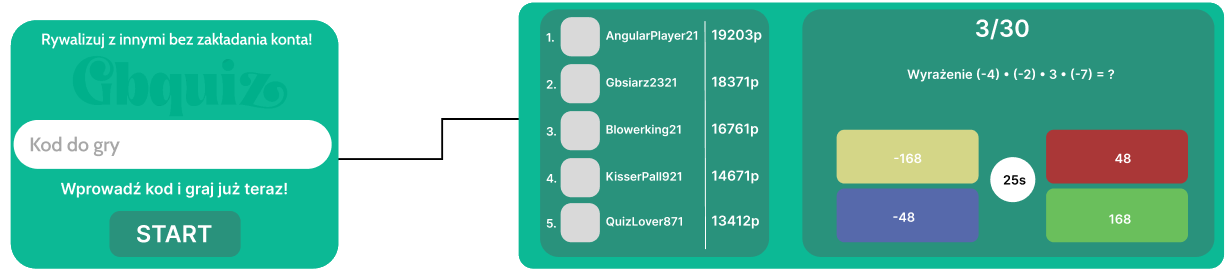 Rywalizuj z innymi bez zakładania konta!
Gbquiz
Kod do gry
Wprowadź kod i graj już teraz!
START
1. AngularPlayer21 19203p
2. Gbsiarz2321 18371p
3. Blowerking21 16761p
4. KisserPall921 14671p
5. QuizLover871 13412p
3/30
Wyrażenie (-4) • (-2) • 3 • (-7) = ?
-168
48
25s
-48
168